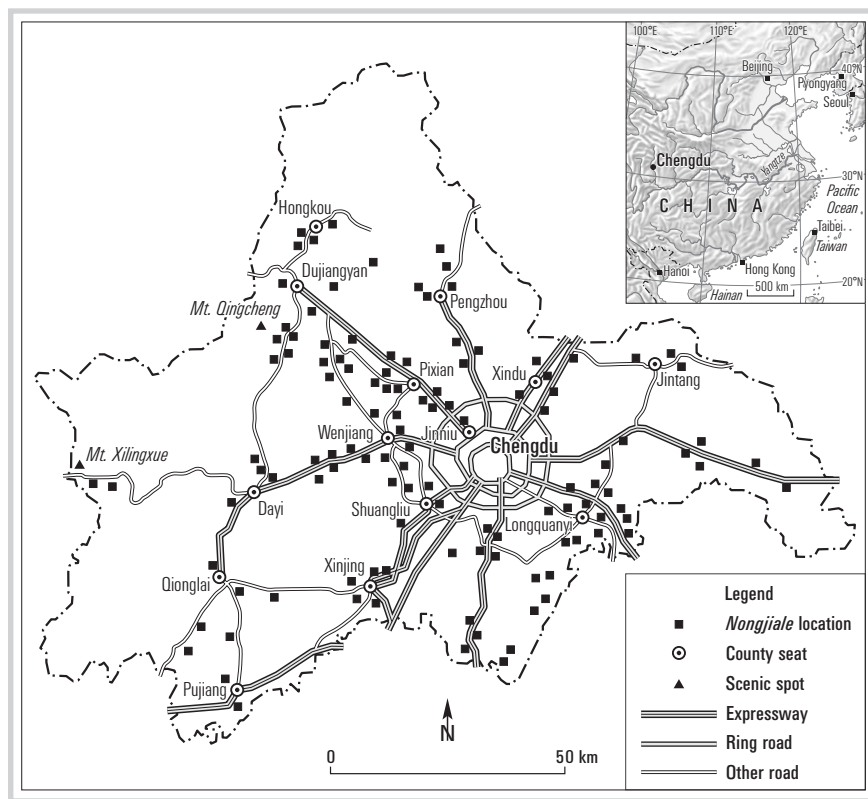 100°E
110°E
120°E
Beijing
40°N
Pyongyang
Seoul
Chengdu
Yangtze
30°N
Pacific
Ocean
CHINA
Taibei
Taiwan
Hanoi
Hong Kong
20°N
Hainan
500 km
Hongkou
Dujiangyan
Mt. Qingcheng
Pengzhou
Pixian
Xindu
Jintang
Wenjiang
Jinniu
Chengdu
Mt. Xilingxue
Dayi
Shuangliu
Longquanyi
Qionglai
Xinjing
Pujiang
N
0
50 km
Legend
Nongjiale location
County seat
Scenic spot
Expressway
Ring road
Other road